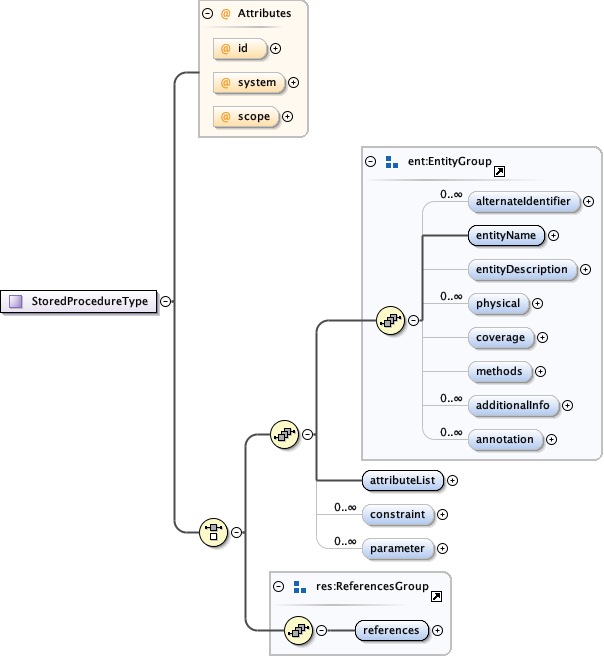 @ Attributes
@ id
@ system
@ scope
ent:EntityGroup
0..∞
alternateIdentifier
entityName
entityDescription
0..∞
physical
coverage
methods
0..∞
additionalInfo
0..∞
annotation
StoredProcedureType
attributeList
0..∞
constraint
0..∞
parameter
res:ReferencesGroup
references